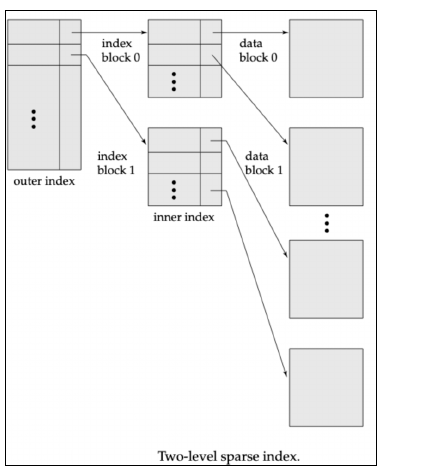 index
block 0
data
block 0
index
block 1
data
block 1
outer index
inner index
Two-level sparse index.